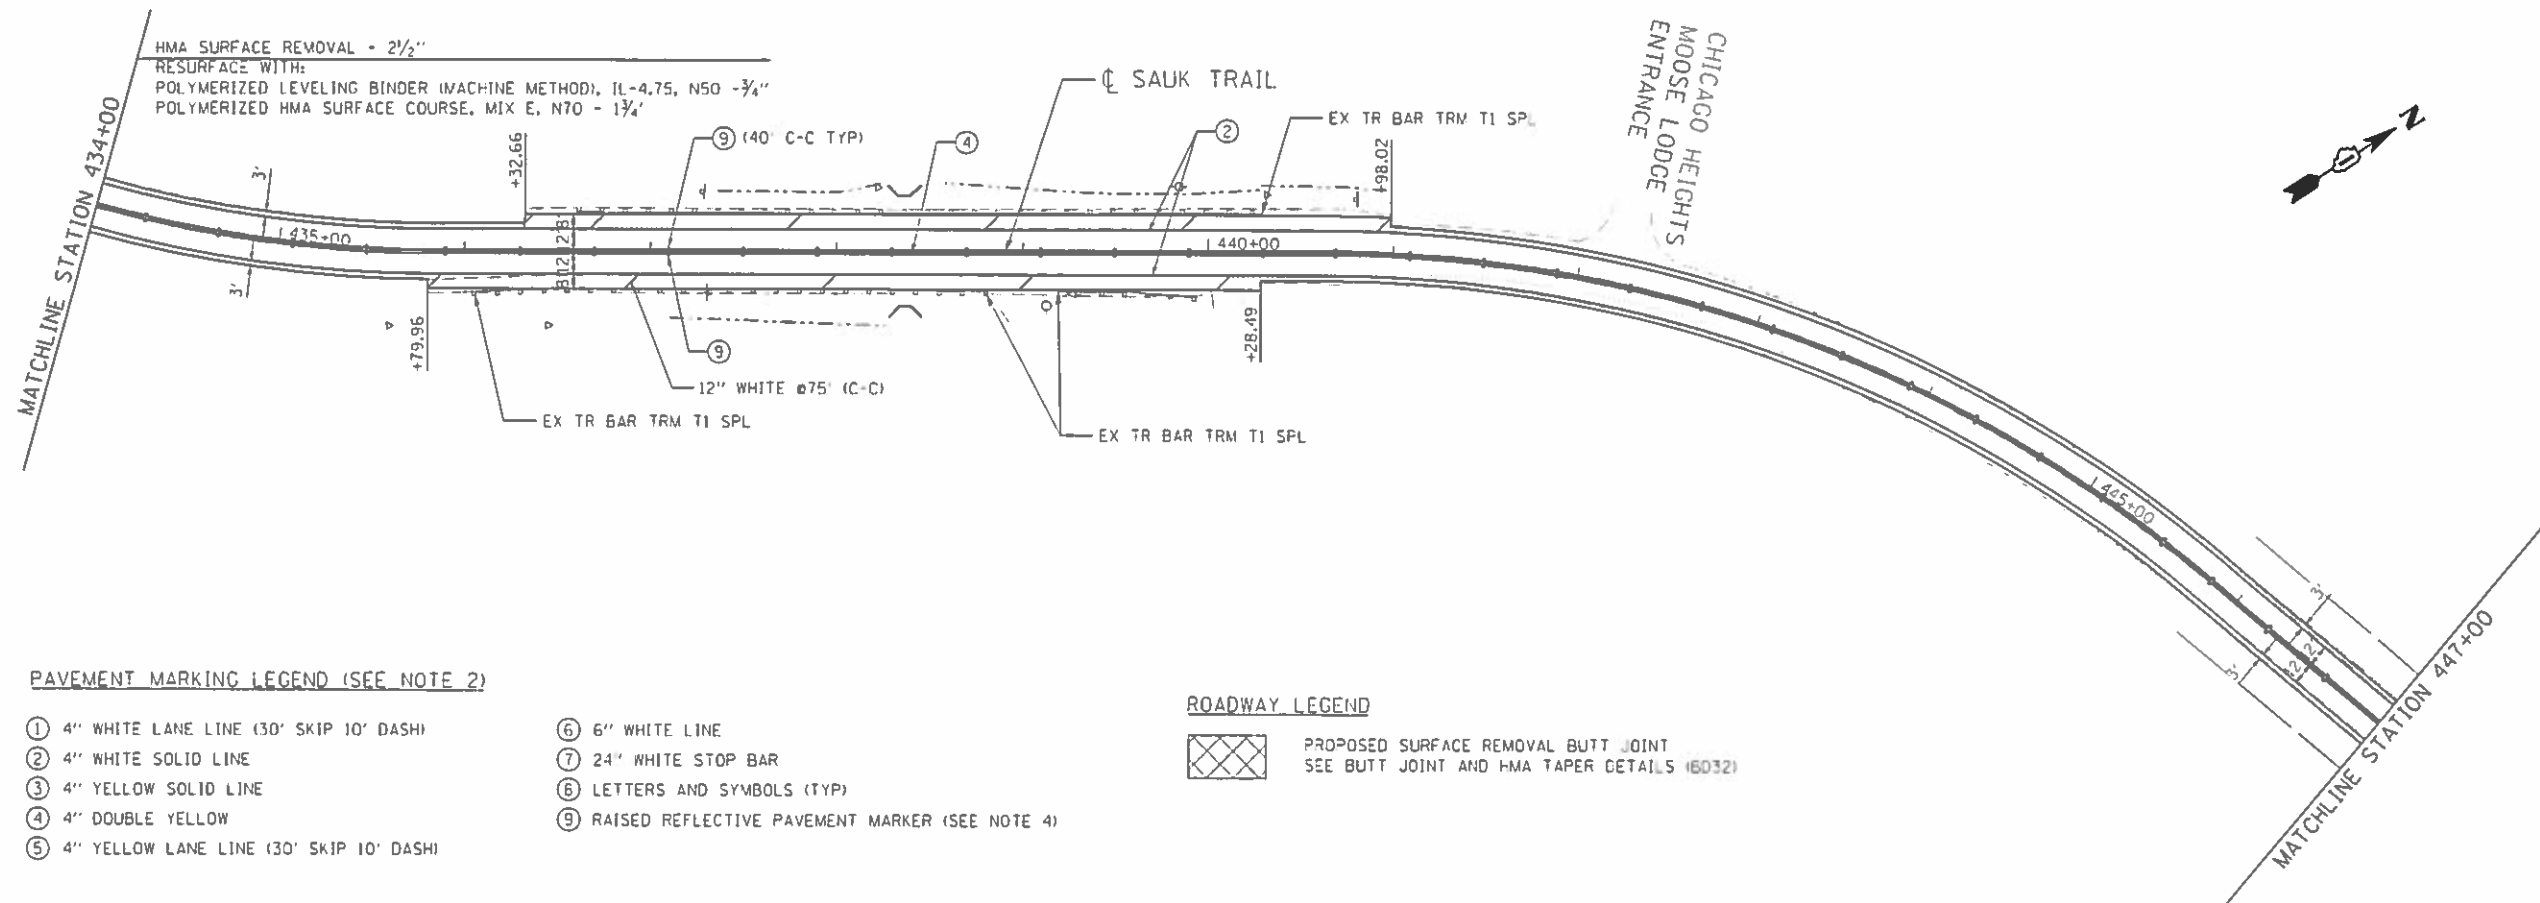 HMA SURFACE REMOVAL - 2½"
RESURFACE WITH:
POLYMERIZED LEVELING BINDER (MACHINE METHOD), IL-4.75, N50 -¾"
POLYMERIZED HMA SURFACE COURSE, MIX E, N70 - 1¾'
MATCHLINE STATION 434+00
3'
3'
435+00
+32.66
+79.96
8'
12'
12'
8'
9 (40' C-C TYP)
4
℄ SAUK TRAIL
2
EX TR BAR TRM T1 SPL
+98.02
440+00
+28.49
9
12" WHITE @75' (C-C)
EX TR BAR TRM T1 SPL
EX TR BAR TRM T1 SPL
CHICAGO HEIGHTS
MOOSE LODGE
ENTRANCE
N
445+00
3'
12'
12'
3'
MATCHLINE STATION 447+00
PAVEMENT MARKING LEGEND (SEE NOTE 2)
1 4" WHITE LANE LINE (30' SKIP 10' DASH)
2 4" WHITE SOLID LINE
3 4" YELLOW SOLID LINE
4 4" DOUBLE YELLOW
5 4" YELLOW LANE LINE (30' SKIP 10' DASH)
6 6" WHITE LINE
7 24" WHITE STOP BAR
8 LETTERS AND SYMBOLS (TYP)
9 RAISED REFLECTIVE PAVEMENT MARKER (SEE NOTE 4)
ROADWAY LEGEND
PROPOSED SURFACE REMOVAL BUTT JOINT
SEE BUTT JOINT AND HMA TAPER DETAILS (BD32)